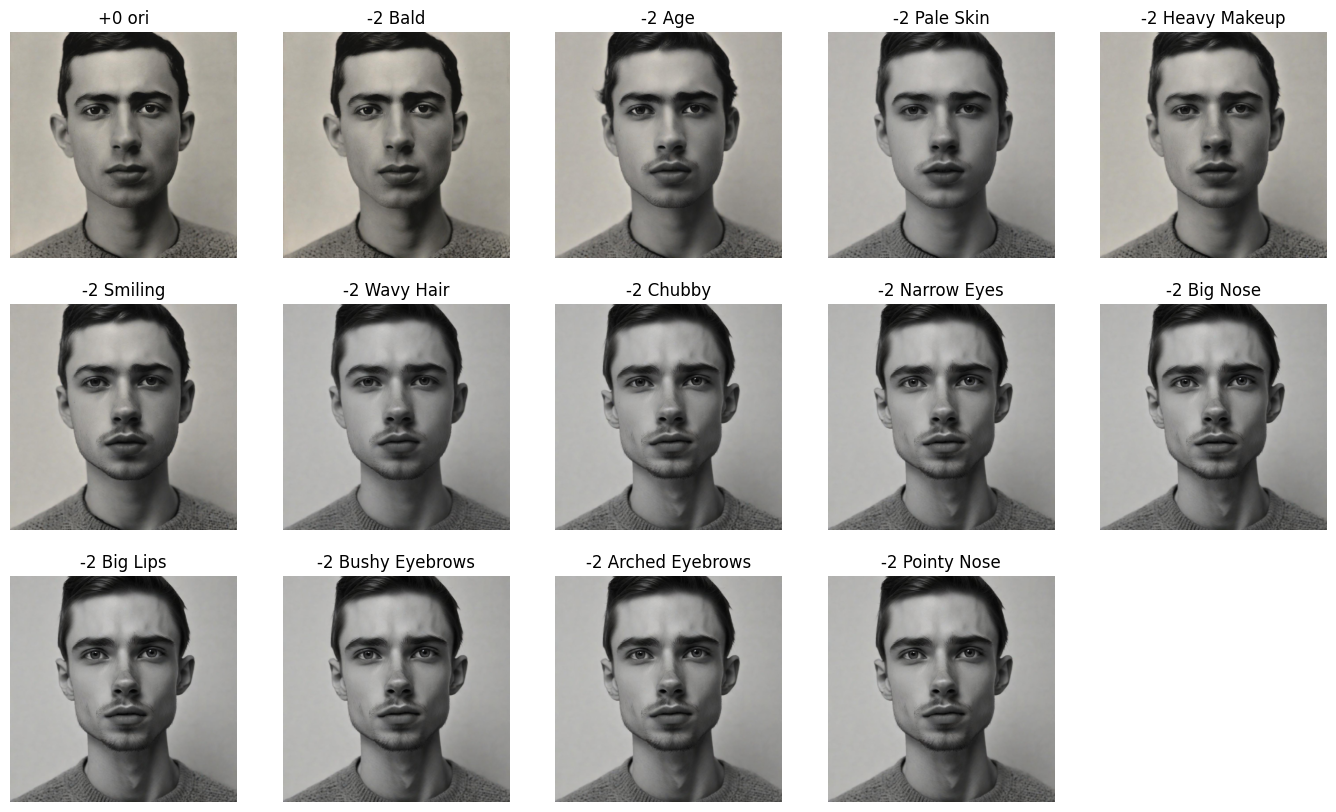 +0 ori
-2 Bald
-2 Age
-2 Pale Skin
-2 Heavy Makeup
-2 Smiling
-2 Wavy Hair
-2 Chubby
-2 Narrow Eyes
-2 Big Nose
-2 Big Lips
-2 Bushy Eyebrows
-2 Arched Eyebrows
-2 Pointy Nose